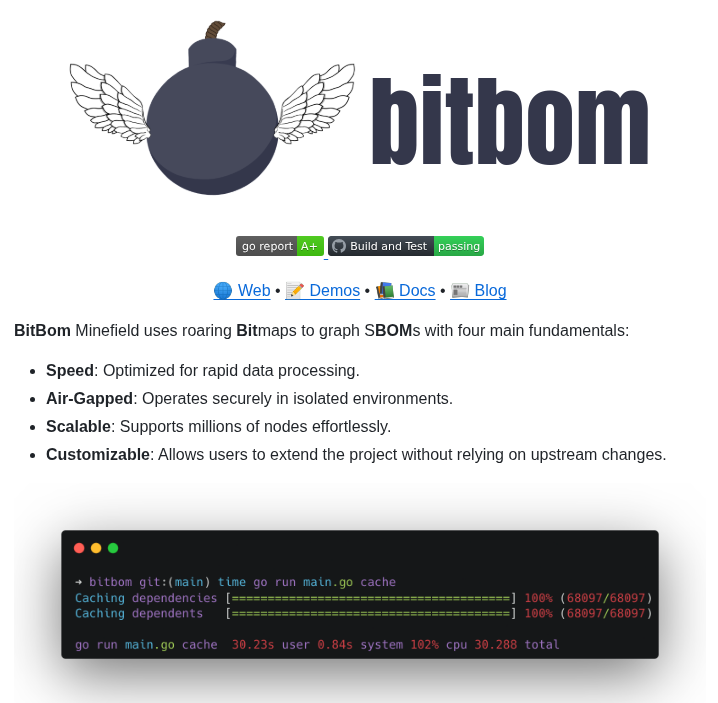 bitbom
go report A+ Build and Test passing
Web • Demos • Docs • Blog
BitBom Minefield uses roaring Bitmaps to graph SBOMs with four main fundamentals:
• Speed: Optimized for rapid data processing.
• Air-Gapped: Operates securely in isolated environments.
• Scalable: Supports millions of nodes effortlessly.
• Customizable: Allows users to extend the project without relying on upstream changes.
➜ bitbom git:(main) time go run main.go cache
Caching dependencies [=======================================] 100% (68097/68097)
Caching dependents [=======================================] 100% (68097/68097)
go run main.go cache 30.23s user 0.84s system 102% cpu 30.288 total